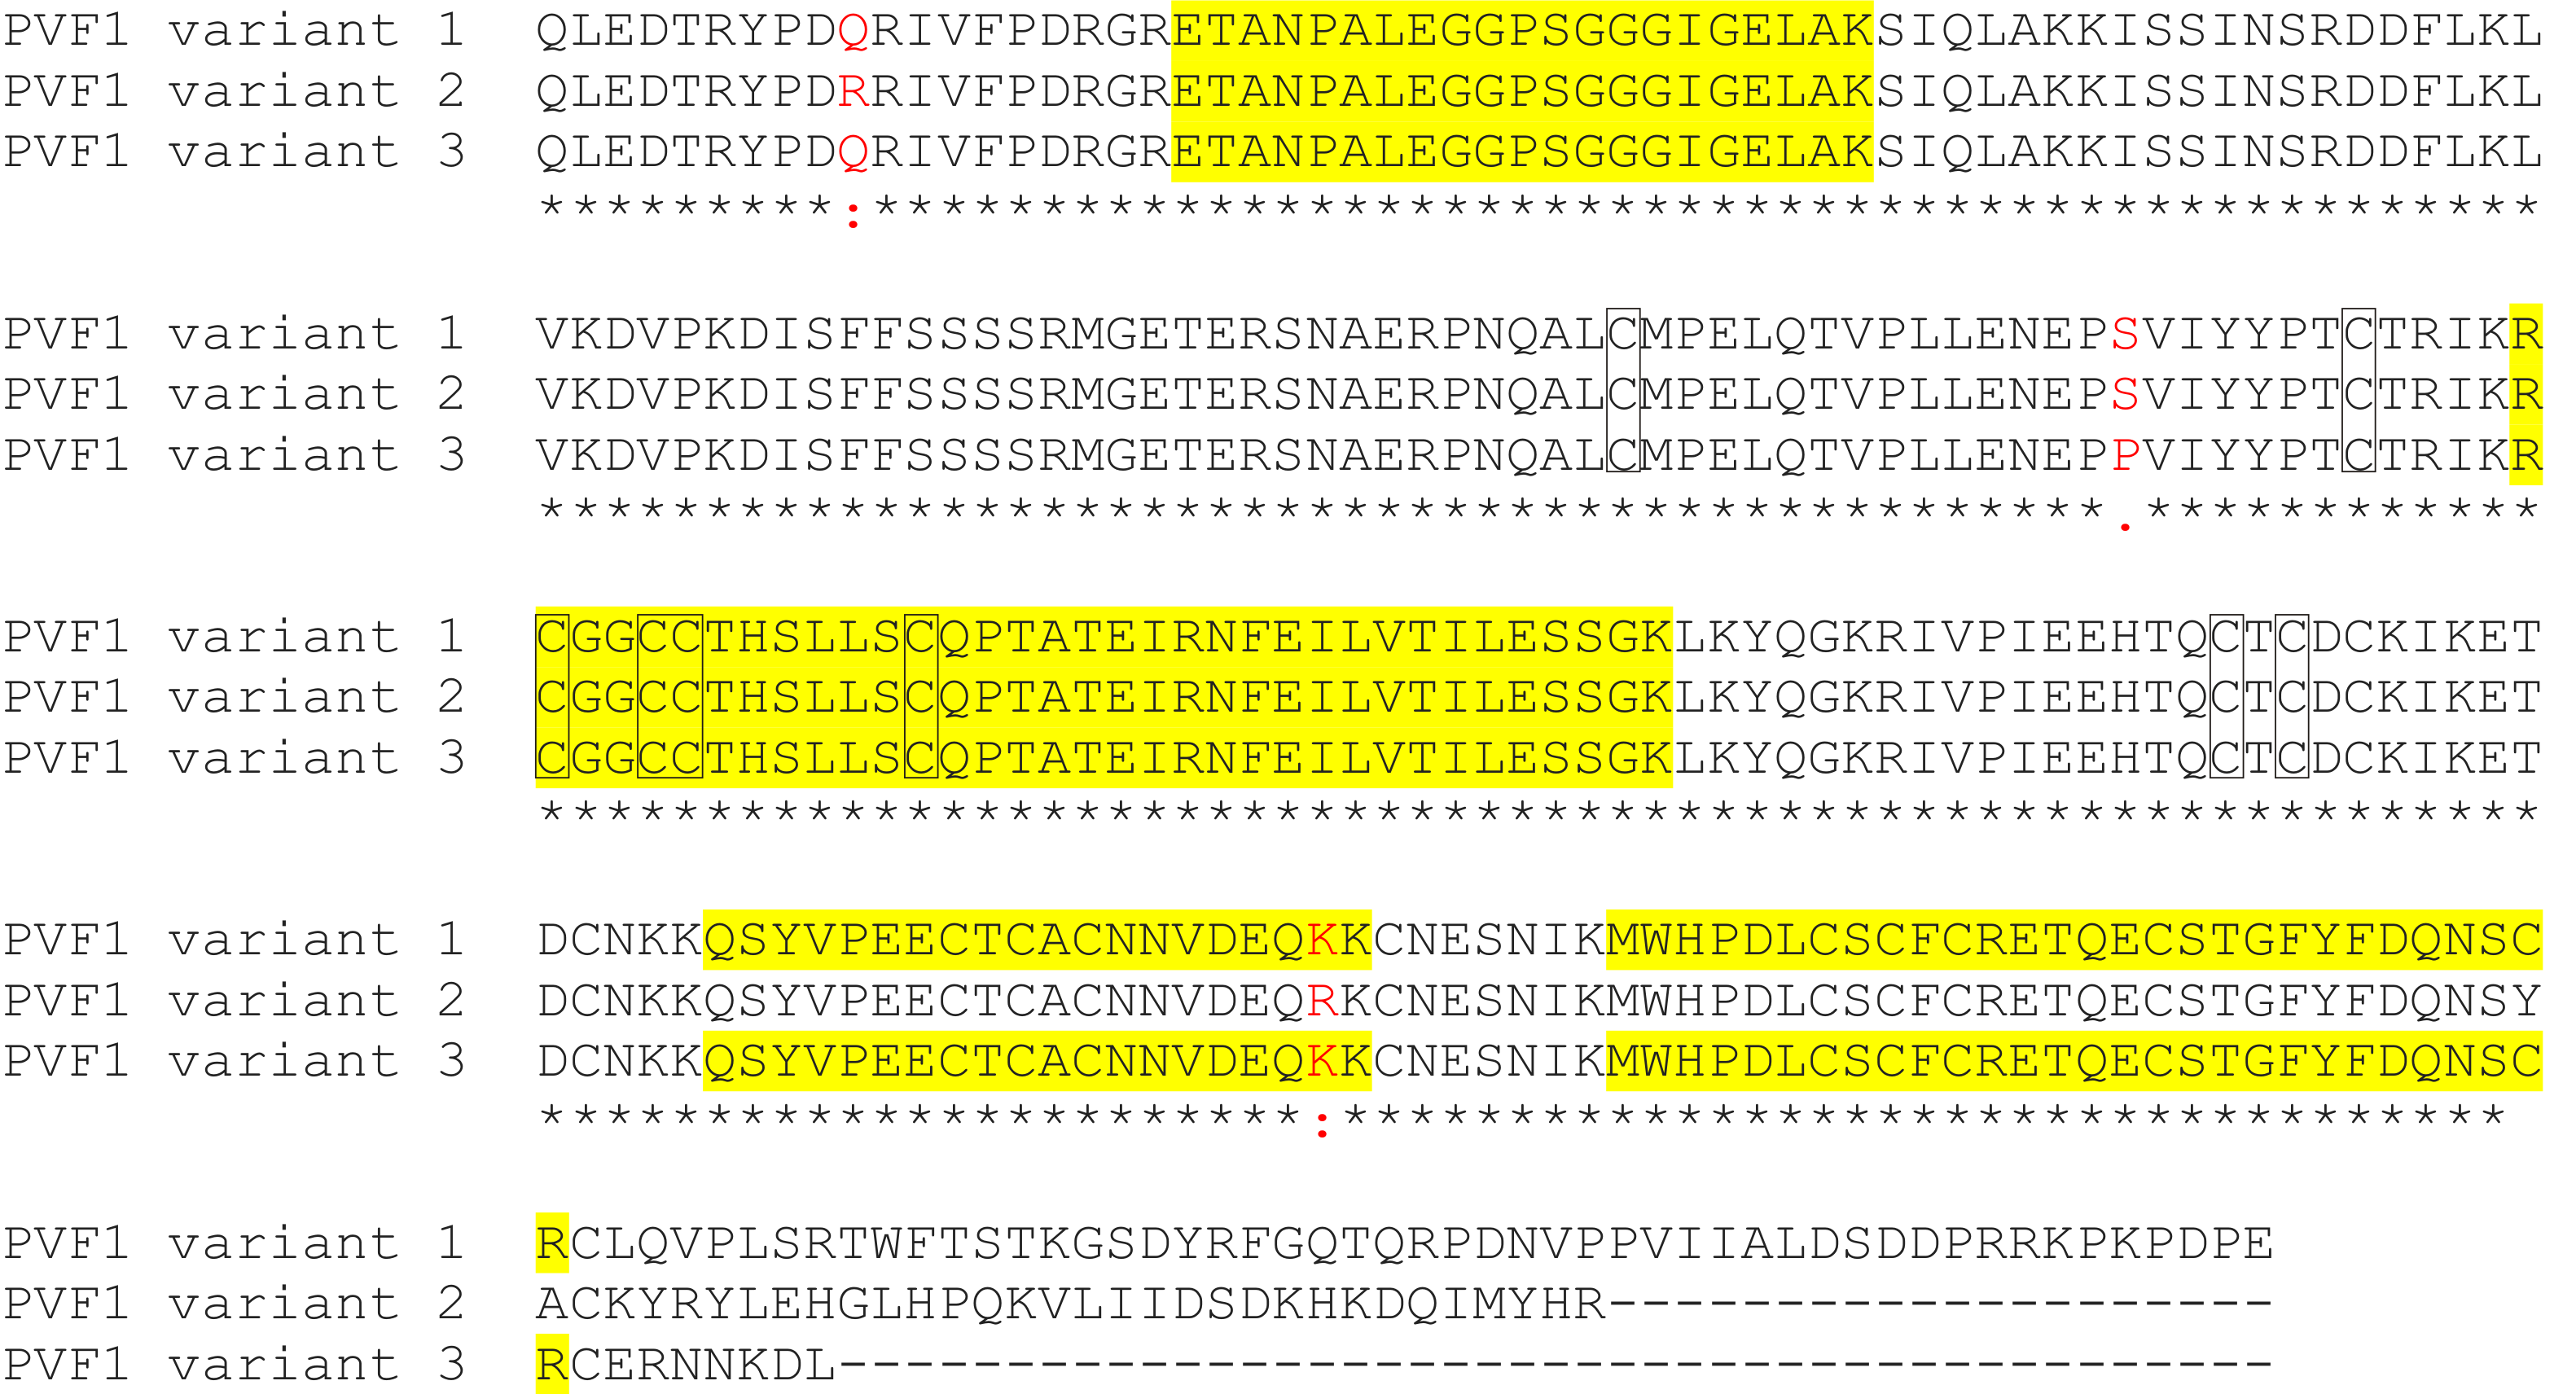 PVF1 variant 1 QLEDTRYPDQRIVFPDRGRETANPALEGGPSGGGIGELAKSIQLAKKISSINSRDDFLKL
PVF1 variant 2 QLEDTRYPDRRIVFPDRGRETANPALEGGPSGGGIGELAKSIQLAKKISSINSRDDFLKL
PVF1 variant 3 QLEDTRYPDQRIVFPDRGRETANPALEGGPSGGGIGELAKSIQLAKKISSINSRDDFLKL
*********:**************************************************
PVF1 variant 1 VKDVPKDISFFSSSSRMGETERSNAERPNQALCMPELQTVPLLENEPSVIYYPTCTRIKR
PVF1 variant 2 VKDVPKDISFFSSSSRMGETERSNAERPNQALCMPELQTVPLLENEPSVIYYPTCTRIKR
PVF1 variant 3 VKDVPKDISFFSSSSRMGETERSNAERPNQALCMPELQTVPLLENEPPVIYYPTCTRIKR
***********************************************.************
PVF1 variant 1 CGGCCTHSLLSCQPTATEIRNFEILVTILESSGKLKYQGKRIVPIEEHTQCTCDCKIKET
PVF1 variant 2 CGGCCTHSLLSCQPTATEIRNFEILVTILESSGKLKYQGKRIVPIEEHTQCTCDCKIKET
PVF1 variant 3 CGGCCTHSLLSCQPTATEIRNFEILVTILESSGKLKYQGKRIVPIEEHTQCTCDCKIKET
************************************************************
PVF1 variant 1 DCNKKQSYVPEECTCACNNVDEQKKCNESNIKMWHPDLCSCFCRETQECSTGFYFDQNSC
PVF1 variant 2 DCNKKQSYVPEECTCACNNVDEQRKCNESNIKMWHPDLCSCFCRETQECSTGFYFDQNSY
PVF1 variant 3 DCNKKQSYVPEECTCACNNVDEQKKCNESNIKMWHPDLCSCFCRETQECSTGFYFDQNSC
***********************:***********************************
PVF1 variant 1 RCLQVPLSRTWFTSTKGSDYRFGQTQRPDNVPPVIIALDSDDPRRKPKPDPE
PVF1 variant 2 ACKYRYLEHGLHPQKVLIIDSDKHKDQIMYHR--------------------
PVF1 variant 3 RCERNNKDL-------------------------------------------